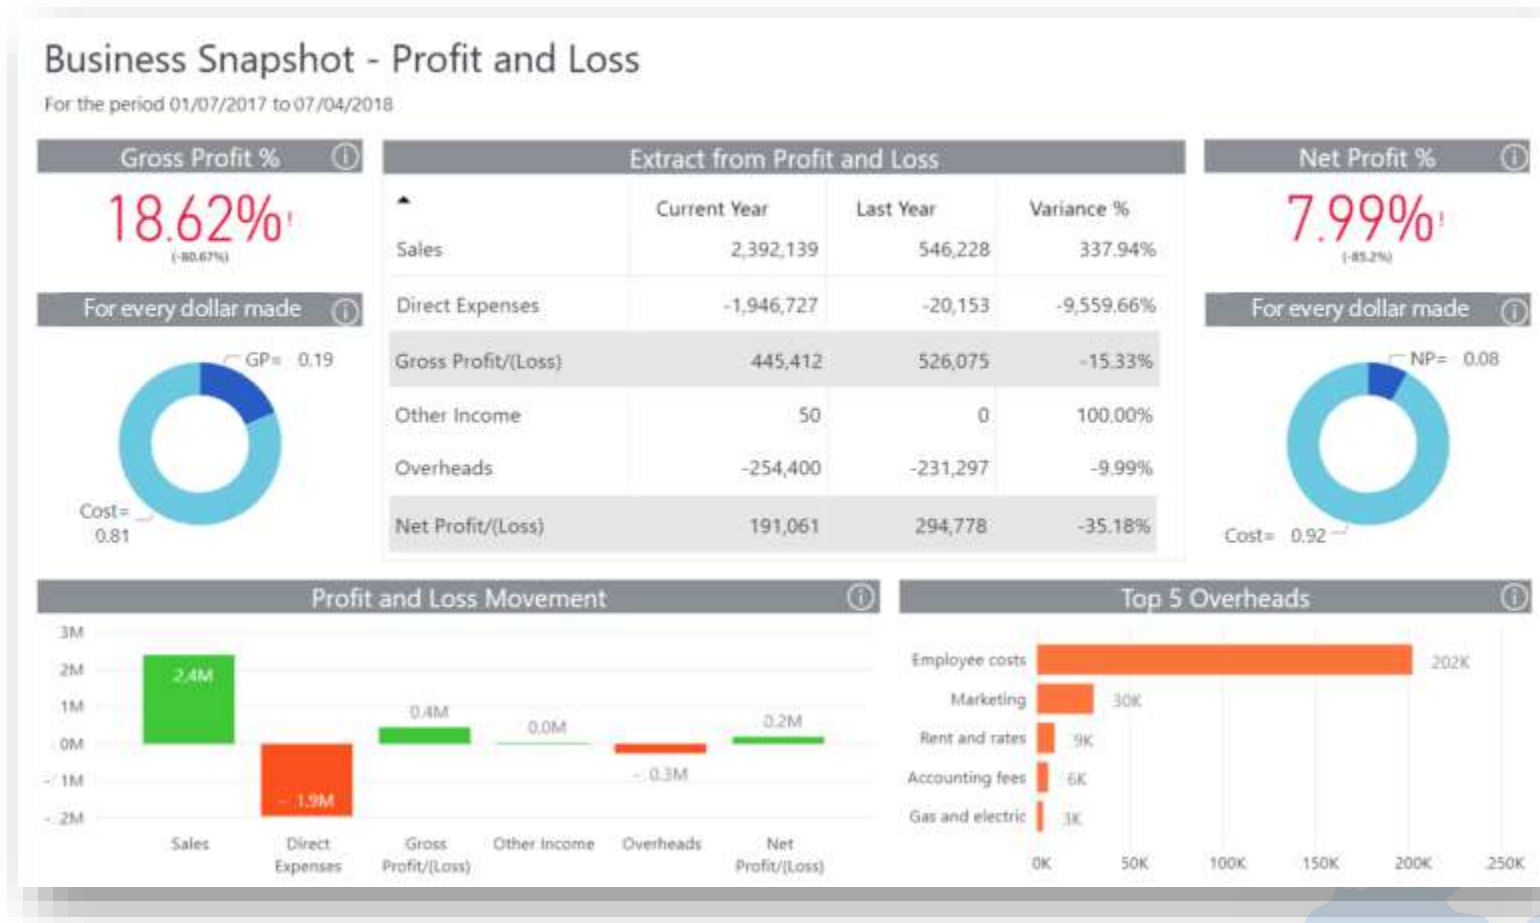 Business Snapshot - Profit and Loss
For the period 01/07/2017 to 07/04/2018
Gross Profit %
18.62%!
(-80.67%)
For every dollar made
GP= 0.19
Cost=
0.81
Extract from Profit and Loss
Current Year Last Year Variance %
Sales 2,392,139 546,228 337.94%
Direct Expenses -1,946,727 -20,153 -9,559.66%
Gross Profit/(Loss) 445,412 526,075 -15.33%
Other Income 50 0 100.00%
Overheads -254,400 -231,297 -9.99%
Net Profit/(Loss) 191,061 294,778 -35.18%
Net Profit %
7.99%!
(-85.2%)
For every dollar made
NP= 0.08
Cost= 0.92
Profit and Loss Movement
3M
2M
1M
0M
- 1M
- 2M
2.4M
- 1.9M
0.4M
0.0M
- 0.3M
0.2M
Sales
Direct
Expenses
Gross
Profit/(Loss)
Other Income
Overheads
Net
Profit/(Loss)
Top 5 Overheads
Employee costs 202K
Marketing 30K
Rent and rates 9K
Accounting fees 6K
Gas and electric 3K
0K 50K 100K 150K 200K 250K